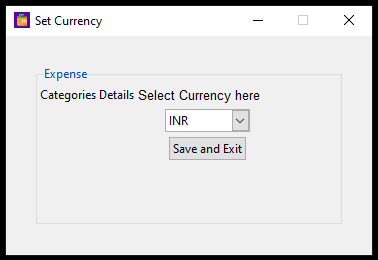 Set Currency
Expense
Categories Details Select Currency here
INR
Save and Exit